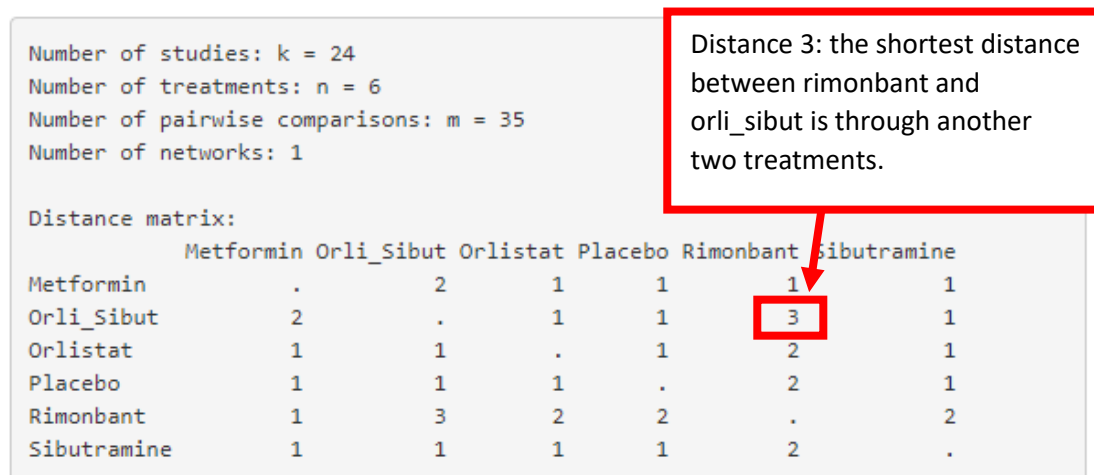 Number of studies: k = 24
Number of treatments: n = 6
Number of pairwise comparisons: m = 35
Number of networks: 1
Distance 3: the shortest distance
between rimonbant and
orli_sibut is through another
two treatments.
Distance matrix:
Metformin Orli_Sibut Orlistat Placebo Rimonbant Sibutramine
Metformin . 2 1 1 1 1
Orli_Sibut 2 . 1 1 3 1
Orlistat 1 1 . 1 2 1
Placebo 1 1 1 . 2 1
Rimonbant 1 3 2 2 . 2
Sibutramine 1 1 1 1 2 .